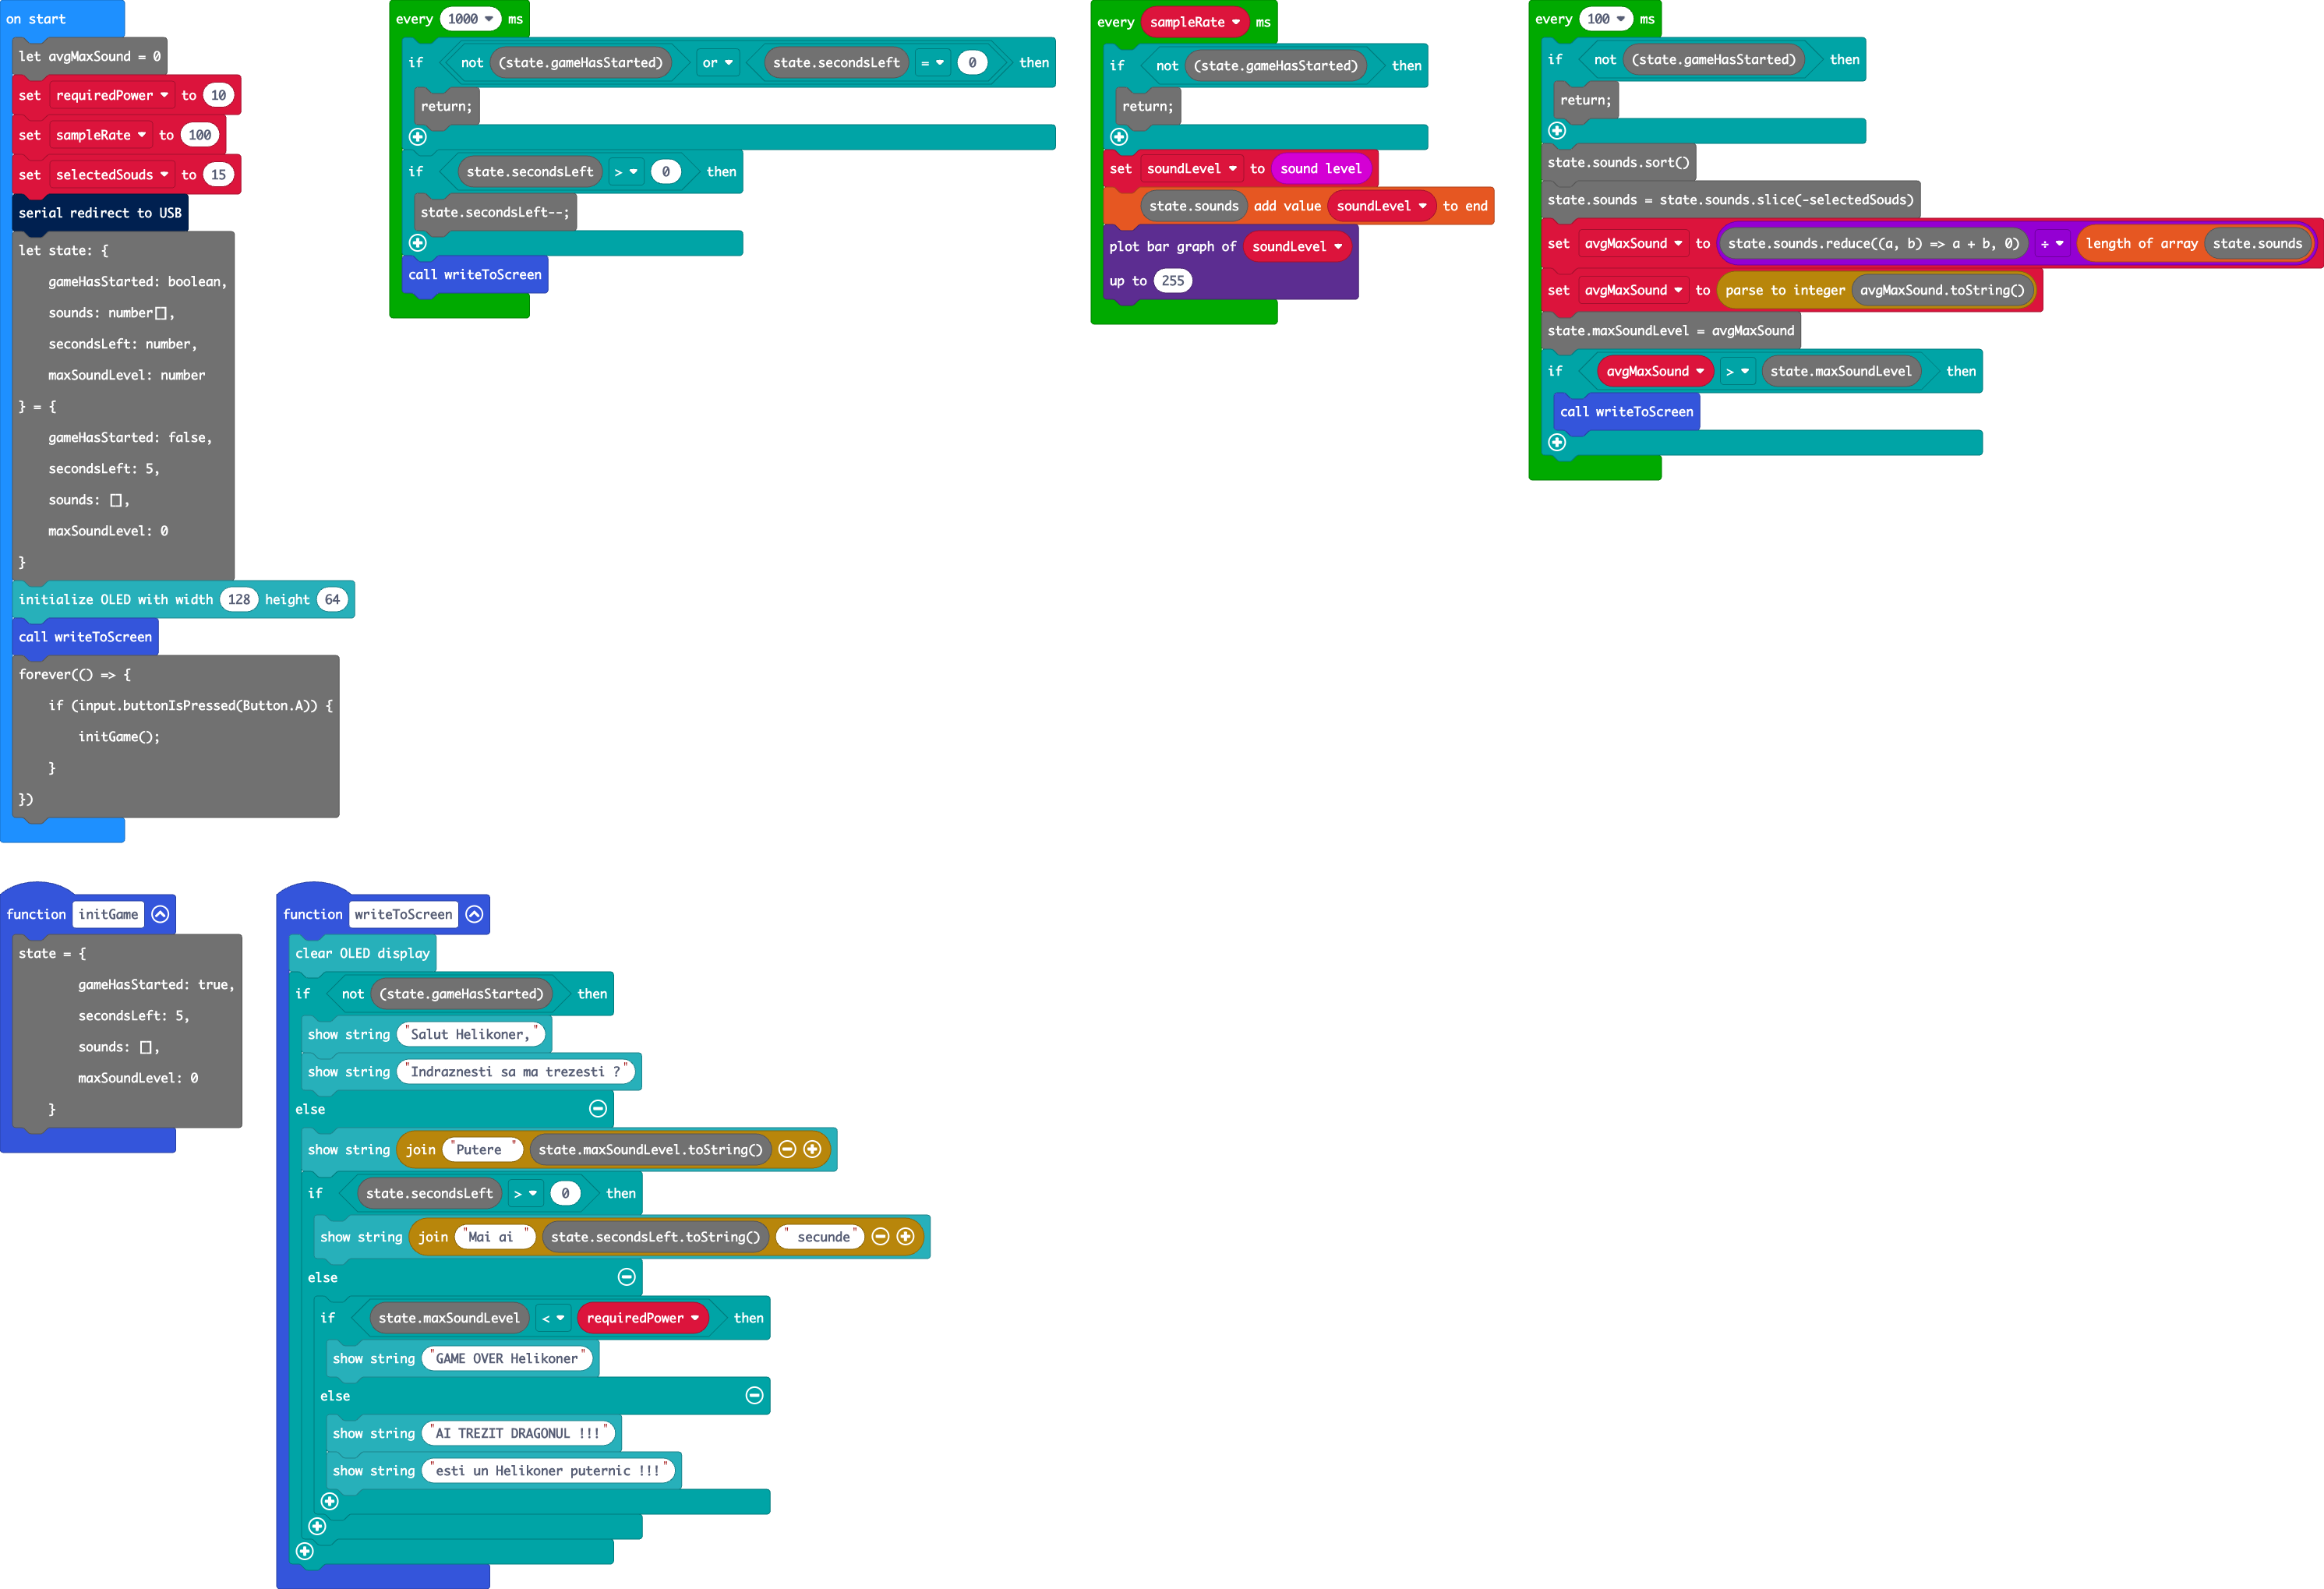 on start
let avgMaxSound = 0
set requiredPower to 10
set sampleRate to 100
set selectedSouds to 15
serial redirect to USB
let state: {
gameHasStarted: boolean,
sounds: number[],
secondsLeft: number,
maxSoundLevel: number
} = {
gameHasStarted: false,
secondsLeft: 5,
sounds: [],
maxSoundLevel: 0
}
initialize OLED with width 128 height 64
call writeToScreen
forever(() => {
if (input.buttonIsPressed(Button.A)) {
initGame();
}
})
every 1000 ms
if not (state.gameHasStarted) or state.secondsLeft = 0 then
return;
if state.secondsLeft > 0 then
state.secondsLeft--;
call writeToScreen
every sampleRate ms
if not (state.gameHasStarted) then
return;
set soundLevel to sound level
state.sounds add value soundLevel to end
plot bar graph of soundLevel
up to 255
every 100 ms
if not (state.gameHasStarted) then
return;
state.sounds.sort()
state.sounds = state.sounds.slice(-selectedSouds)
set avgMaxSound to state.sounds.reduce((a, b) => a + b, 0) ÷ length of array state.sounds
set avgMaxSound to parse to integer avgMaxSound.toString()
state.maxSoundLevel = avgMaxSound
if avgMaxSound > state.maxSoundLevel then
call writeToScreen
function initGame
state = {
gameHasStarted: true,
secondsLeft: 5,
sounds: [],
maxSoundLevel: 0
}
function writeToScreen
clear OLED display
if not (state.gameHasStarted) then
show string "Salut Helikoner,"
show string "Indraznesti sa ma trezesti ?"
else
show string join "Putere " state.maxSoundLevel.toString()
if state.secondsLeft > 0 then
show string join "Mai ai " state.secondsLeft.toString() " secunde"
else
if state.maxSoundLevel < requiredPower then
show string "GAME OVER Helikoner"
else
show string "AI TREZIT DRAGONUL !!!"
show string "esti un Helikoner puternic !!!"